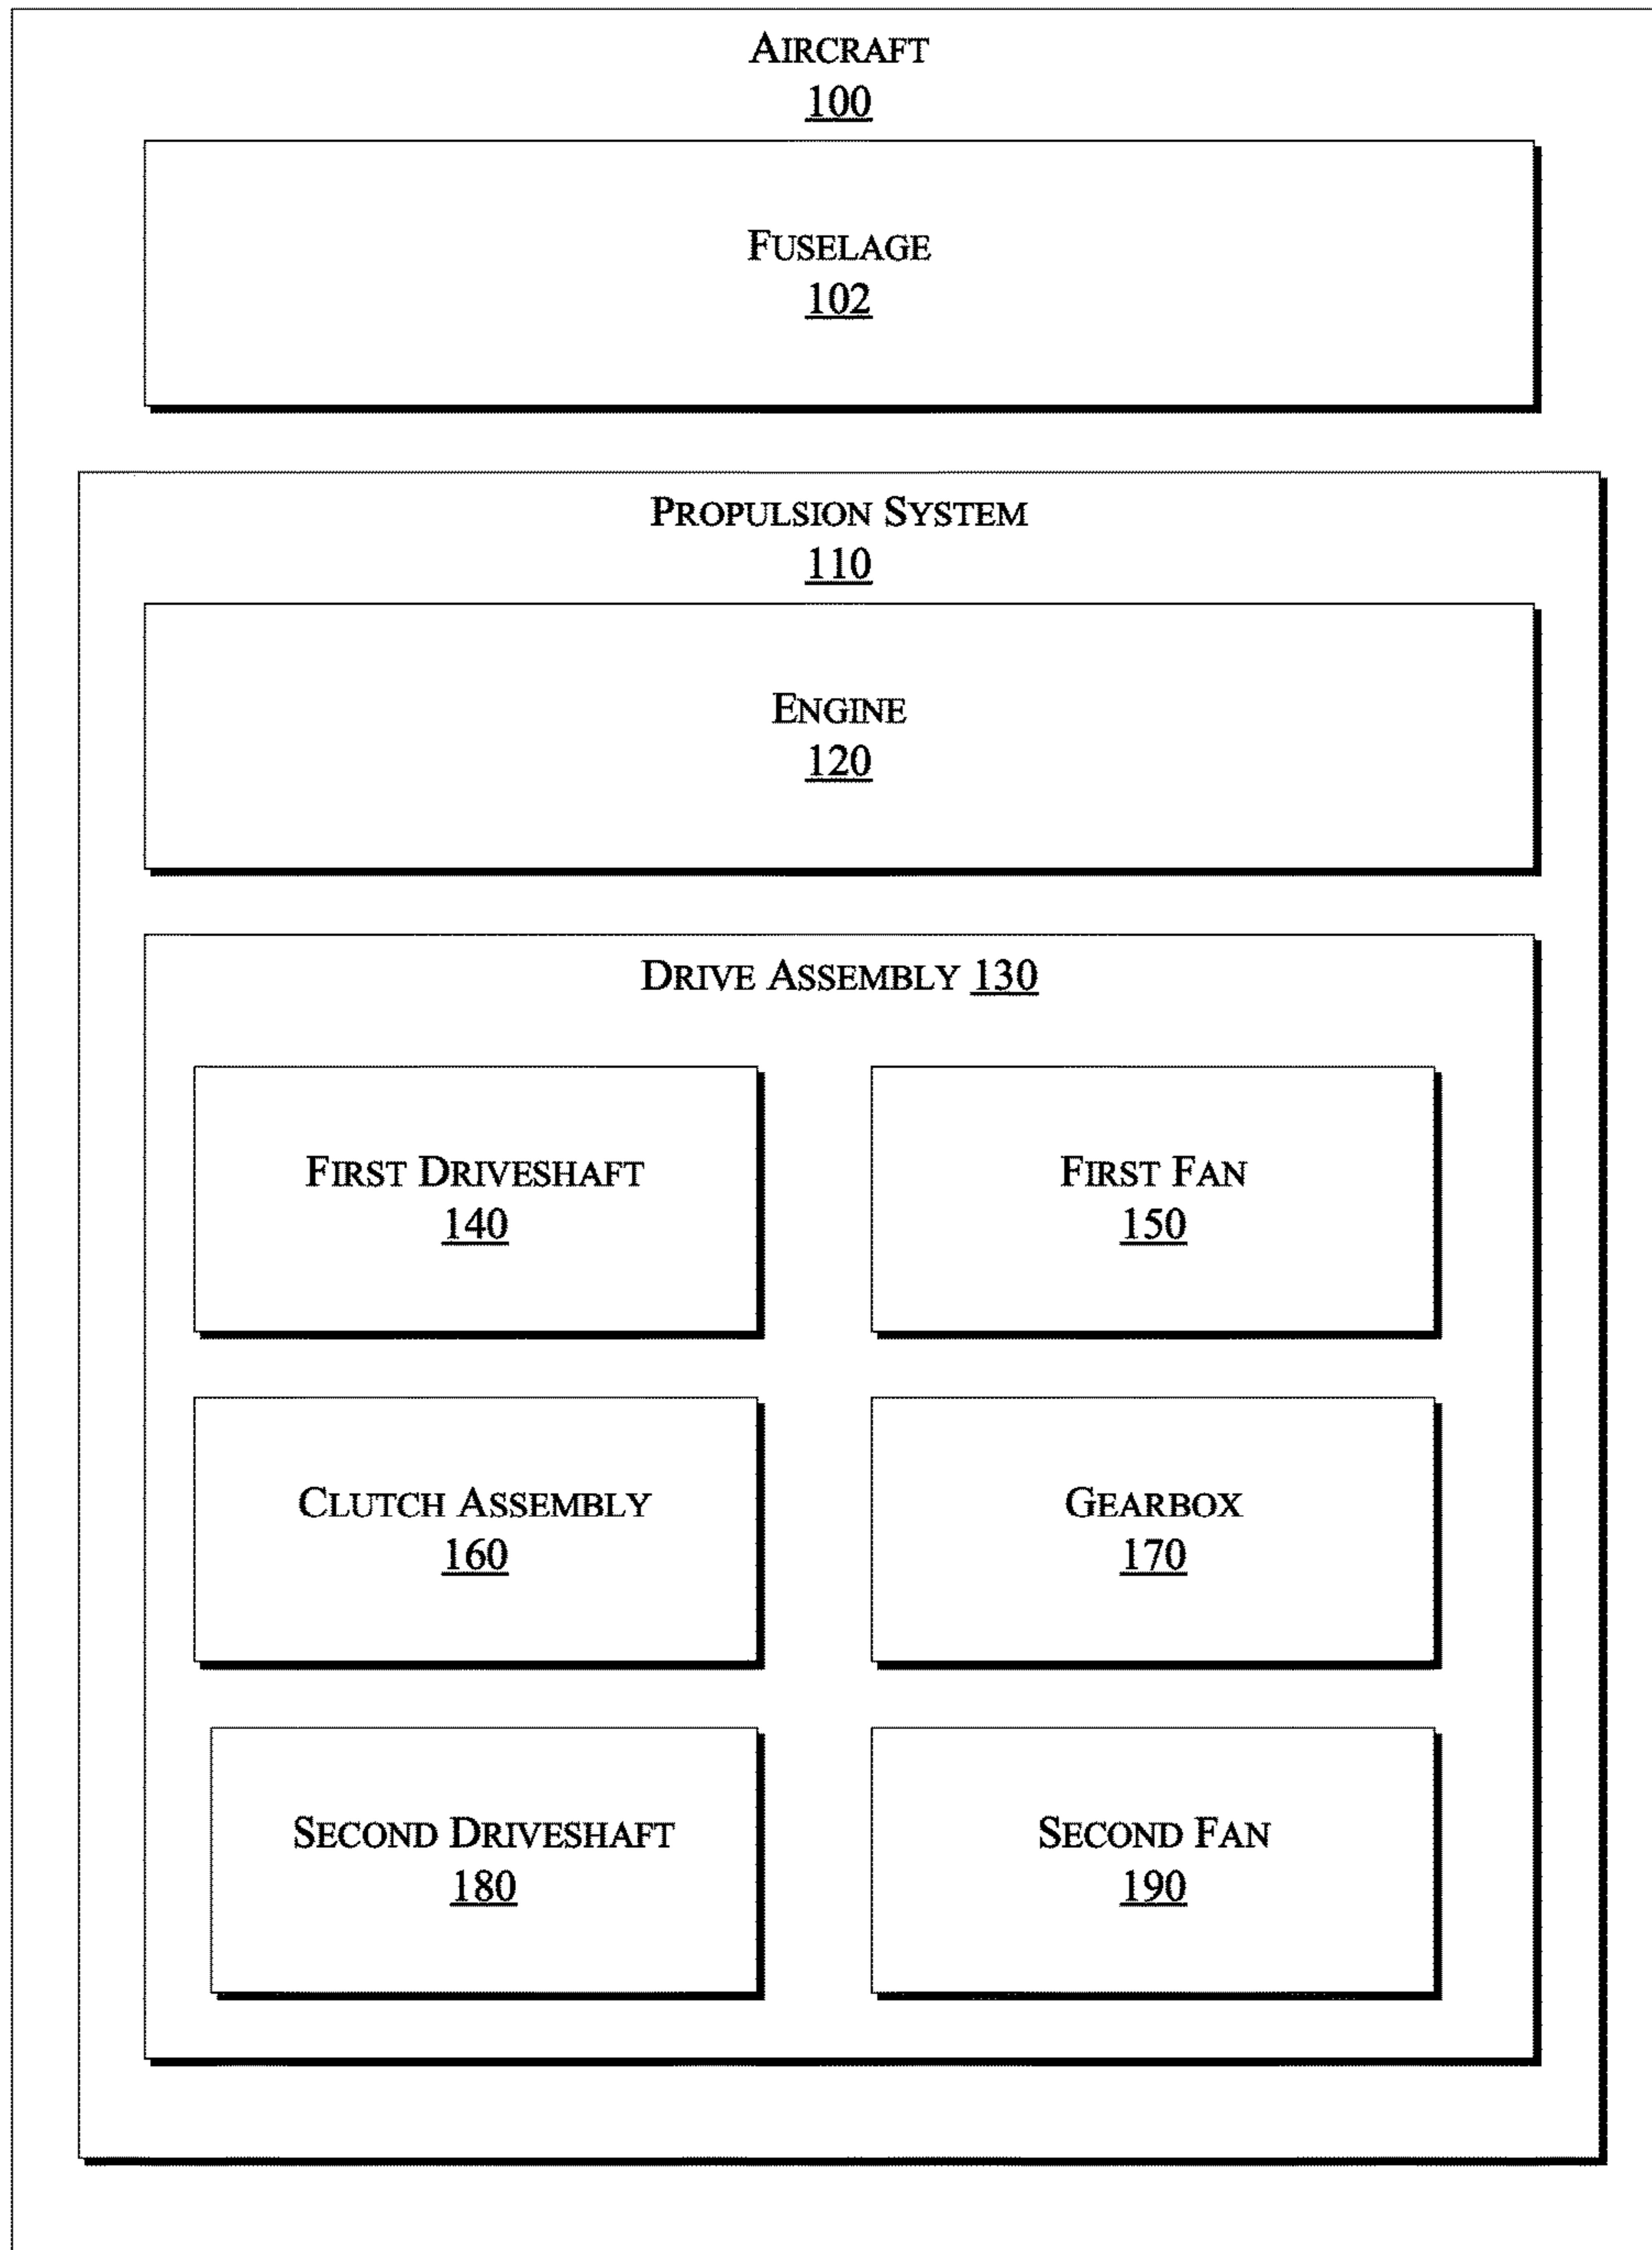 AIRCRAFT
100
FUSELAGE
102
PROPULSION SYSTEM
110
ENGINE
120
DRIVE ASSEMBLY 130
FIRST DRIVESHAFT
140
FIRST FAN
150
CLUTCH ASSEMBLY
160
GEARBOX
170
SECOND DRIVESHAFT
180
SECOND FAN
190